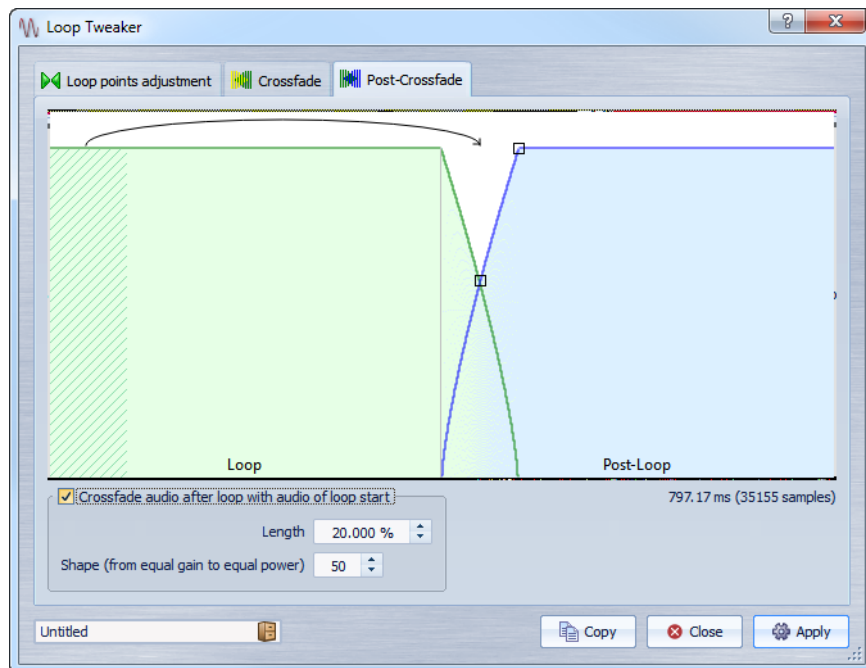 Loop Tweaker
Loop points adjustment
Crossfade
Post-Crossfade
Loop
Post-Loop
Crossfade audio after loop with audio of loop start
797.17 ms (35155 samples)
Length
20.000 %
Shape (from equal gain to equal power)
50
Untitled
Copy
Close
Apply